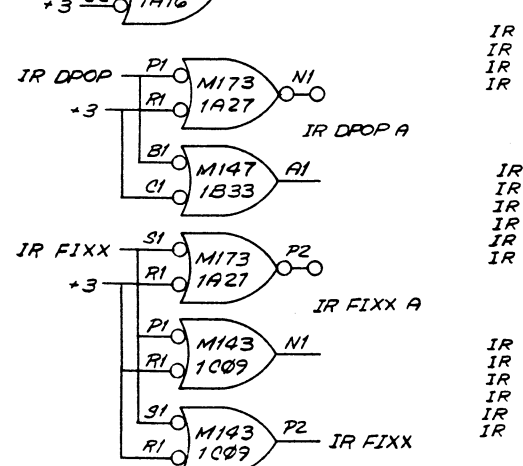 +3
1A16
IR
IR
IR
IR
IR DPOP P1 M173 N1
+3 R1 1A27
IR DPOP A
B1 M147 A1
C1 1B33
IR
IR
IR
IR
IR
IR
IR FIXX S1 M173 P2
+3 R1 1A27
IR FIXX A
P1 M143 N1
R1 1CØ9
IR
IR
IR
IR
IR
IR
S1 M143 P2 IR FIXX
R1 1CØ9